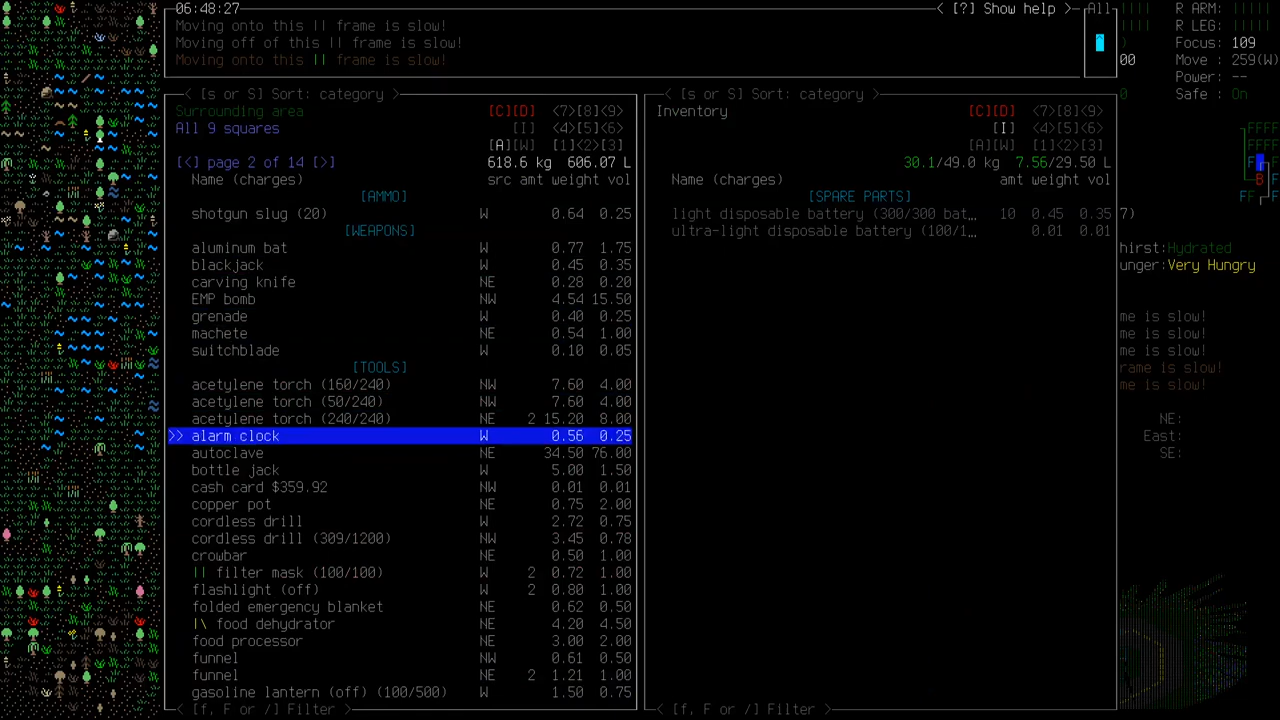 06:48:27 < [?] Show help > All R ARM:
Moving onto this || frame is slow! R LEG:
Moving off of this || frame is slow! Focus: 109
Moving onto this || frame is slow! 00 Move : 259(W)
Power: --
< [s or S] Sort: category > < [s or S] Sort: category > 0 Safe : On
Surrounding area [C][D] <7>[8]<9> Inventory [C][D] <7>[8]<9>
All 9 squares [I] <4>[5]<6> [I] <4>[5]<6>
[A][W] [1]<2>[3] [A][W] [1]<2>[3]
[<] page 2 of 14 [>] 618.6 kg 606.07 L 30.1/49.0 kg 7.56/29.50 L
Name (charges) src amt weight vol Name (charges) amt weight vol
[AMMO] [SPARE PARTS]
shotgun slug (20) W 0.64 0.25 light disposable battery (300/300 bat… 10 0.45 0.35 7)
[WEAPONS] ultra-light disposable battery (100/1… 0.01 0.01
aluminum bat W 0.77 1.75 hirst:Hydrated
blackjack W 0.45 0.35 unger:Very Hungry
carving knife NE 0.28 0.20
EMP bomb NW 4.54 15.50
grenade W 0.40 0.25 me is slow!
machete NE 0.54 1.00 me is slow!
switchblade W 0.10 0.05 me is slow!
[TOOLS] rame is slow!
acetylene torch (160/240) NW 7.60 4.00 me is slow!
acetylene torch (50/240) NW 7.60 4.00
acetylene torch (240/240) NE 2 15.20 8.00 NE:
>> alarm clock W 0.56 0.25 East:
autoclave NE 34.50 76.00 SE:
bottle jack W 5.00 1.50
cash card $359.92 NW 0.01 0.01
copper pot NE 0.75 2.00
cordless drill W 2.72 0.75
cordless drill (309/1200) NW 3.45 0.78
crowbar NE 0.50 1.00
|| filter mask (100/100) W 2 0.72 1.00
flashlight (off) W 2 0.80 1.00
folded emergency blanket NE 0.62 0.50
|\ food dehydrator NE 4.20 4.50
food processor NE 3.00 2.00
funnel NW 0.61 0.50
funnel NE 2 1.21 1.00
gasoline lantern (off) (100/500) W 1.50 0.75
< [f, F or /] Filter > < [f, F or /] Filter >